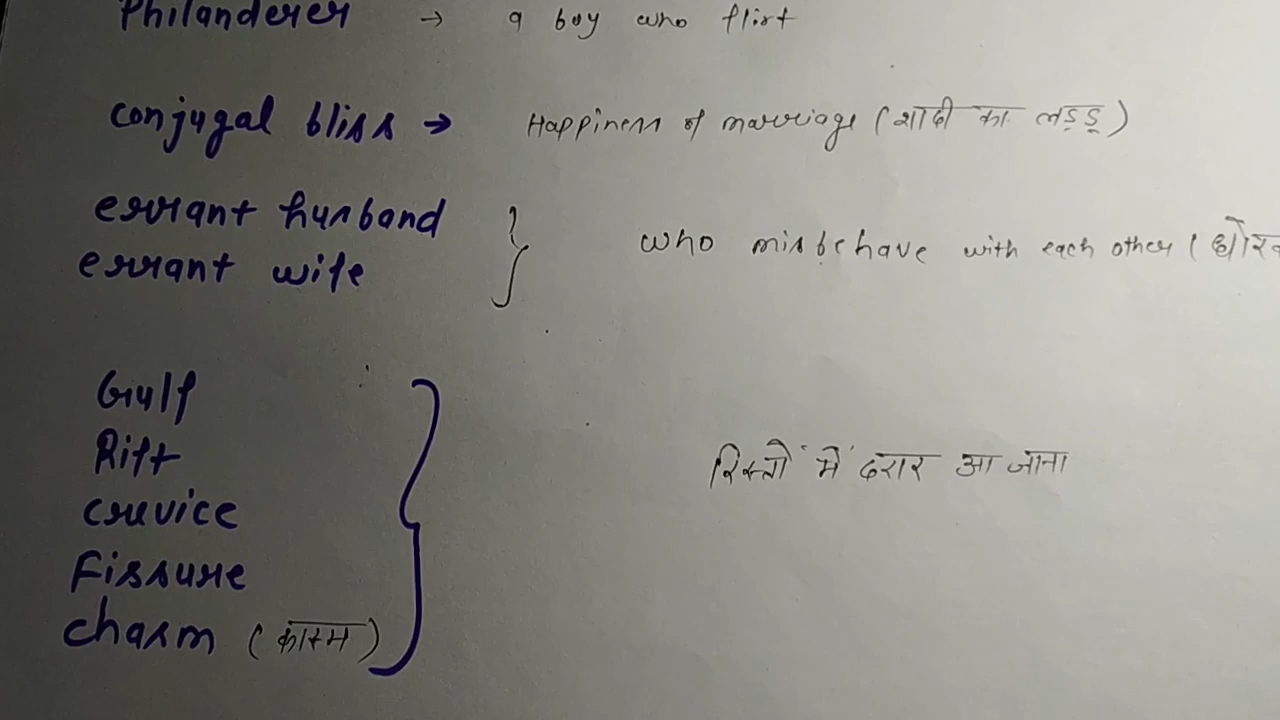 Philanderer → a boy who flirt
conjugal bliss → Happiness of marriage (शादी का लड़डू)
errant husband
errant wife } who misbehave with each other (
Gulf
Rift
crevice
Fissure
chasm (कास्म) } रिस्तों में दरार आ जाना